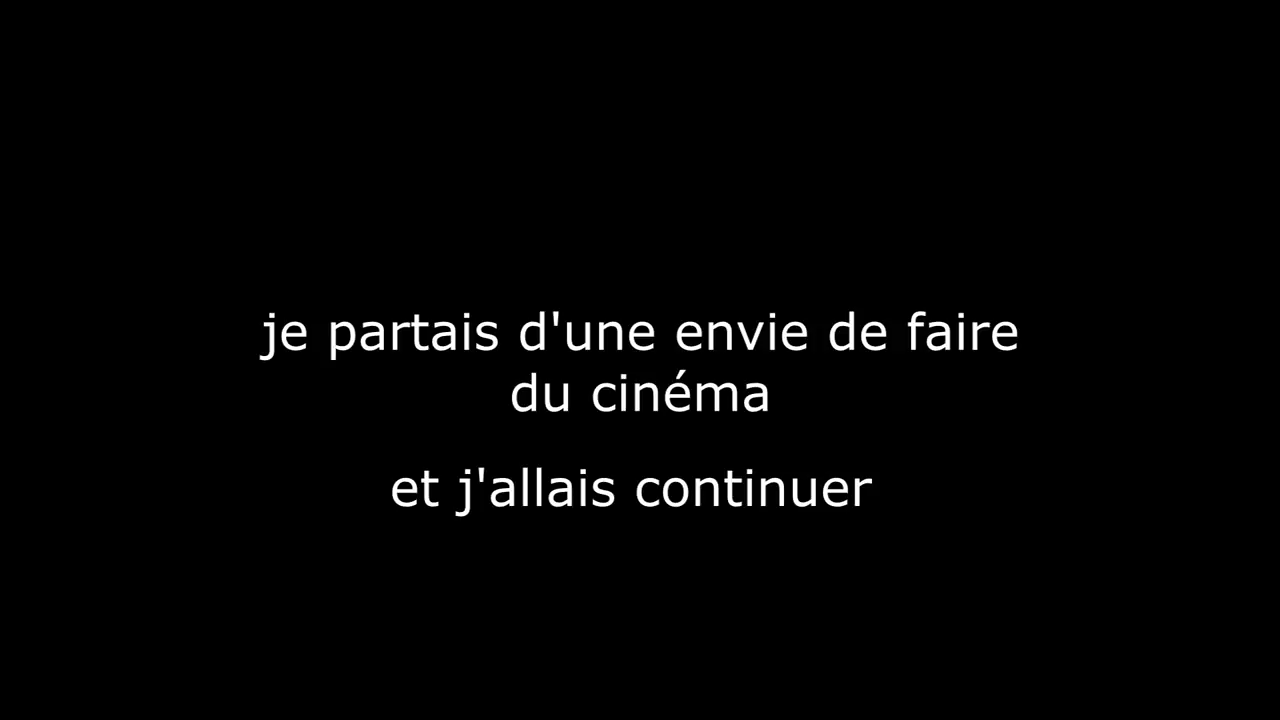 je partais d'une envie de faire
du cinéma
et j'allais continuer